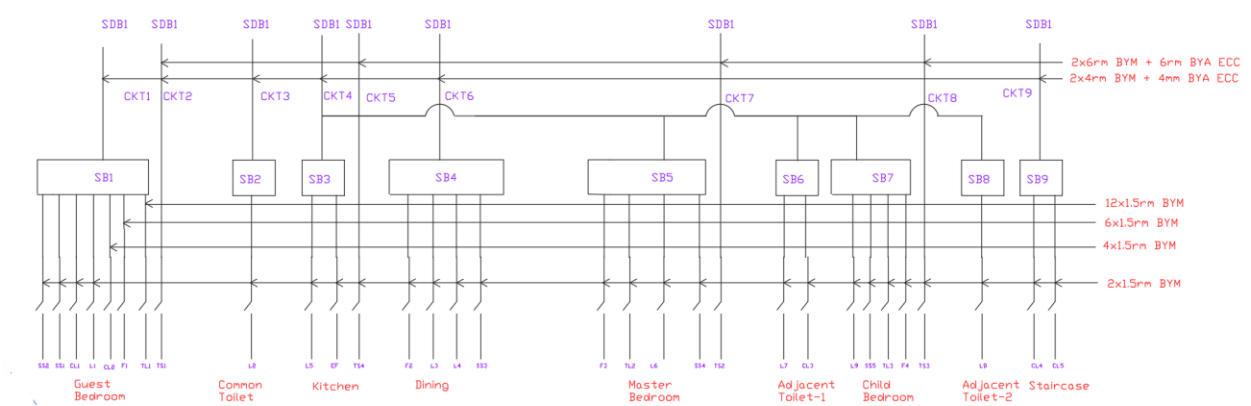 SDB1 SDB1 SDB1 SDB1 SDB1 SDB1 SDB1 SDB1 SDB1
2x6rm BYM + 6rm BYA ECC
2x4rm BYM + 4mm BYA ECC
CKT1 CKT2 CKT3 CKT4 CKT5 CKT6 CKT7 CKT8 CKT9
SB1 SB2 SB3 SB4 SB5 SB6 SB7 SB8 SB9
12x1.5rm BYM
6x1.5rm BYM
4x1.5rm BYM
2x1.5rm BYM
SS2 SS1 CL1 L1 CL2 F1 TL1 TS1 L2 L5 EF TS4 F2 L3 L4 SS3 F3 TL2 L6 SS4 TS2 L7 CL3 L9 SS5 TL3 F4 TS3 L8 CL4 CL5
Guest Common Kitchen Dining Master Adjacent Child Adjacent Staircase
Bedroom Toilet Bedroom Toilet-1 Bedroom Toilet-2